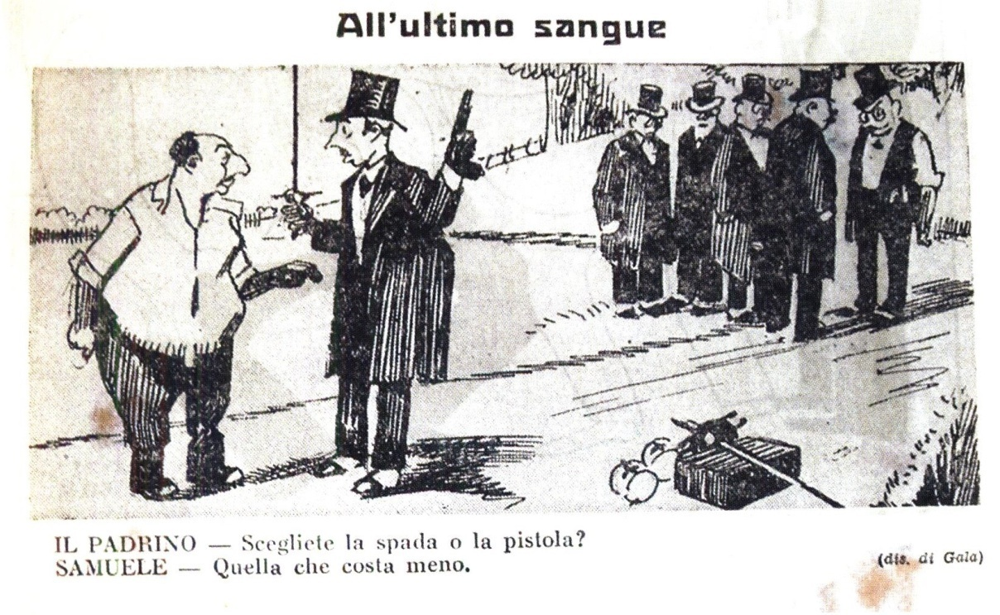 All'ultimo sangue
IL PADRINO — Scegliete la spada o la pistola?
SAMUELE — Quella che costa meno.
(dis. di Gala)